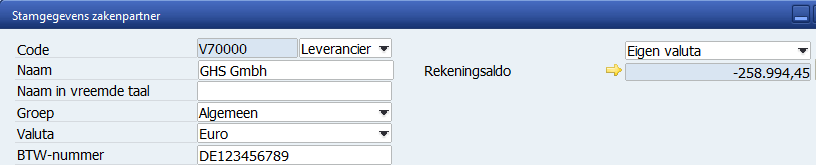 Stamgegevens zakenpartner
Code V70000 Leverancier Eigen valuta
Naam GHS Gmbh Rekeningsaldo -258.994,45
Naam in vreemde taal
Groep Algemeen
Valuta Euro
BTW-nummer DE123456789